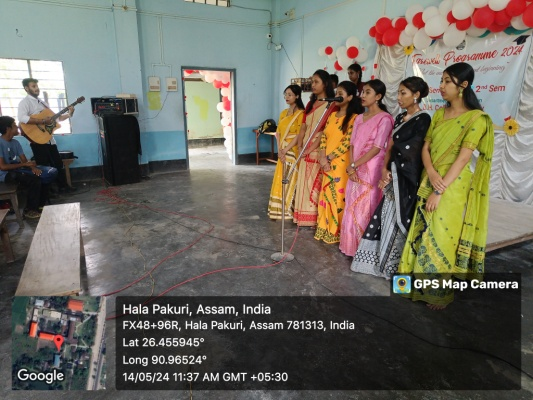 Programme 2024
2nd Sem
GPS Map Camera
Hala Pakuri, Assam, India
FX48+96R, Hala Pakuri, Assam 781313, India
Lat 26.455945°
Long 90.96524°
14/05/24 11:37 AM GMT +05:30
Google